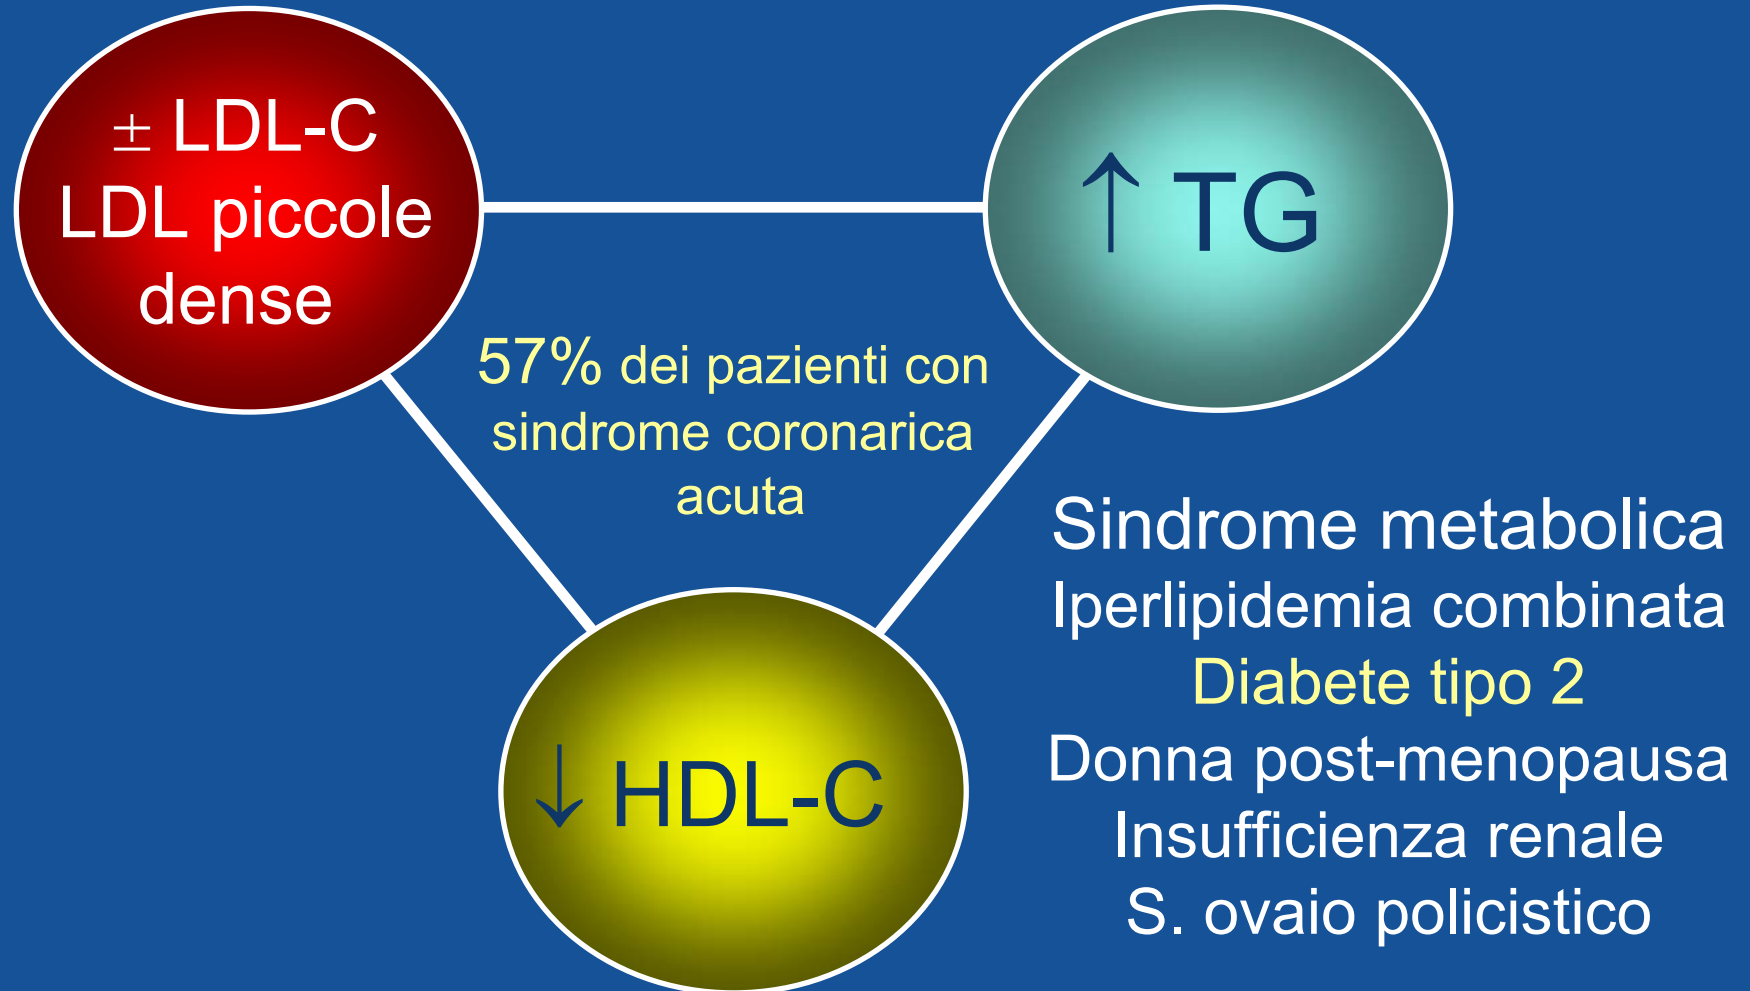 ± LDL-C
LDL piccole
dense
↑ TG
57% dei pazienti con
sindrome coronarica
acuta
↓ HDL-C
Sindrome metabolica
Iperlipidemia combinata
Diabete tipo 2
Donna post-menopausa
Insufficienza renale
S. ovaio policistico